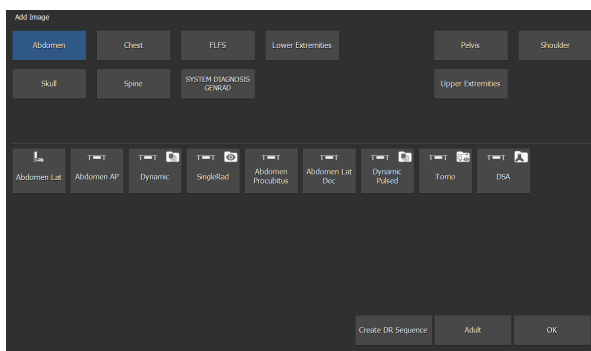 Add Image
Abdomen
Chest
FLFS
Lower Extremities
Pelvis
Shoulder
Skull
Spine
SYSTEM DIAGNOSIS
GENRAD
Upper Extremities
Abdomen Lat
Abdomen AP
Dynamic
SingleRad
Abdomen
Procubitus
Abdomen Lat
Dec
Dynamic
Pulsed
Tomo
DSA
Create DR Sequence
Adult
OK